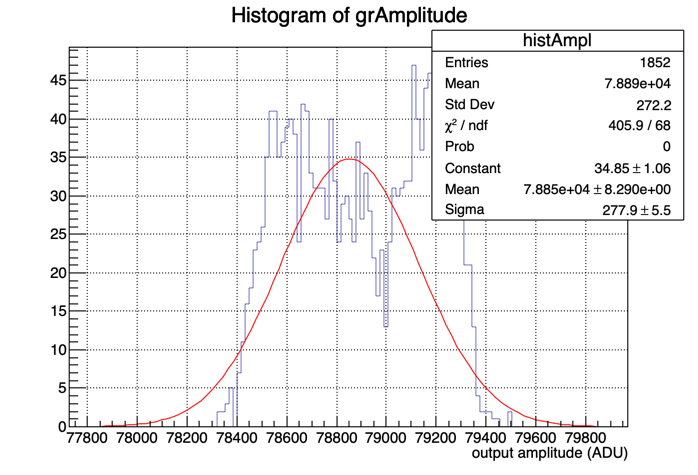 Histogram of grAmplitude
histAmpl
Entries 1852
Mean 7.889e+04
Std Dev 272.2
χ² / ndf 405.9 / 68
Prob 0
Constant 34.85 ± 1.06
Mean 7.885e+04 ± 8.290e+00
Sigma 277.9 ± 5.5
45
40
35
30
25
20
15
10
5
0
77800 78000 78200 78400 78600 78800 79000 79200 79400 79600 79800
output amplitude (ADU)